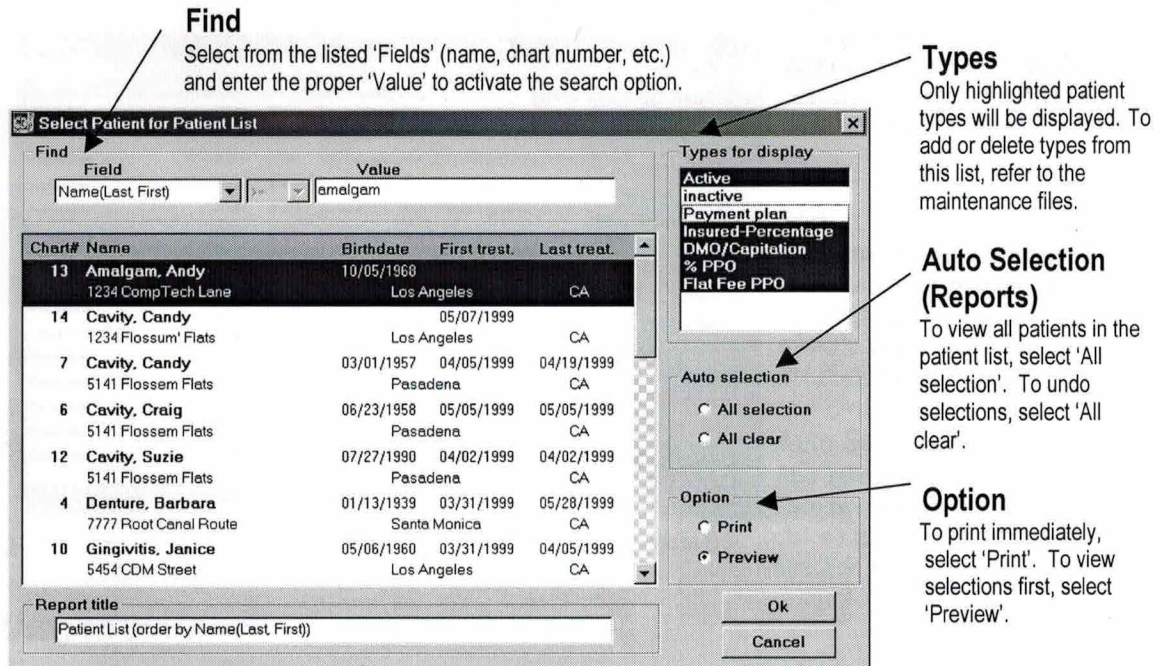 Find
Select from the listed 'Fields' (name, chart number, etc.)
and enter the proper 'Value' to activate the search option.
Types
Only highlighted patient
types will be displayed. To
add or delete types from
this list, refer to the
maintenance files.
Auto Selection
(Reports)
To view all patients in the
patient list, select 'All
selection'. To undo
selections, select 'All
clear'.
Option
To print immediately,
select 'Print'. To view
selections first, select
'Preview'.
Select Patient for Patient List
Find
Field Value
Name(Last, First) >= amalgam
Types for display
Active
inactive
Payment plan
Insured-Percentage
DMO/Capitation
% PPO
Flat Fee PPO
Chart# Name Birthdate First treat. Last treat.
13 Amalgam, Andy 10/05/1968
1234 CompTech Lane Los Angeles CA
14 Cavity, Candy 05/07/1999
1234 Flossum' Flats Los Angeles CA
7 Cavity, Candy 03/01/1957 04/05/1999 04/19/1999
5141 Flossem Flats Pasadena CA
6 Cavity, Craig 06/23/1958 05/05/1999 05/05/1999
5141 Flossem Flats Pasadena CA
12 Cavity, Suzie 07/27/1990 04/02/1999 04/02/1999
5141 Flossem Flats Pasadena CA
4 Denture, Barbara 01/13/1939 03/31/1999 05/28/1999
7777 Root Canal Route Santa Monica CA
10 Gingivitis, Janice 05/06/1960 03/31/1999 04/05/1999
5454 CDM Street Los Angeles CA
Auto selection
All selection
All clear
Option
Print
Preview
Report title
Patient List (order by Name(Last, First))
Ok
Cancel